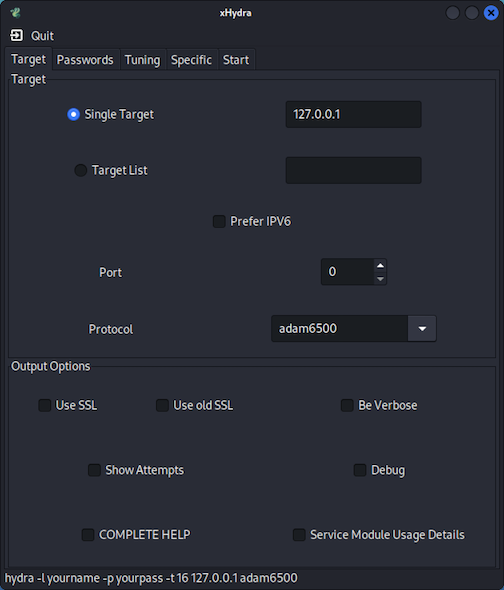 xHydra
Quit
Target Passwords Tuning Specific Start
Target
Single Target 127.0.0.1
Target List
Prefer IPV6
Port 0
Protocol adam6500
Output Options
Use SSL Use old SSL Be Verbose
Show Attempts Debug
COMPLETE HELP Service Module Usage Details
hydra -l yourname -p yourpass -t 16 127.0.0.1 adam6500